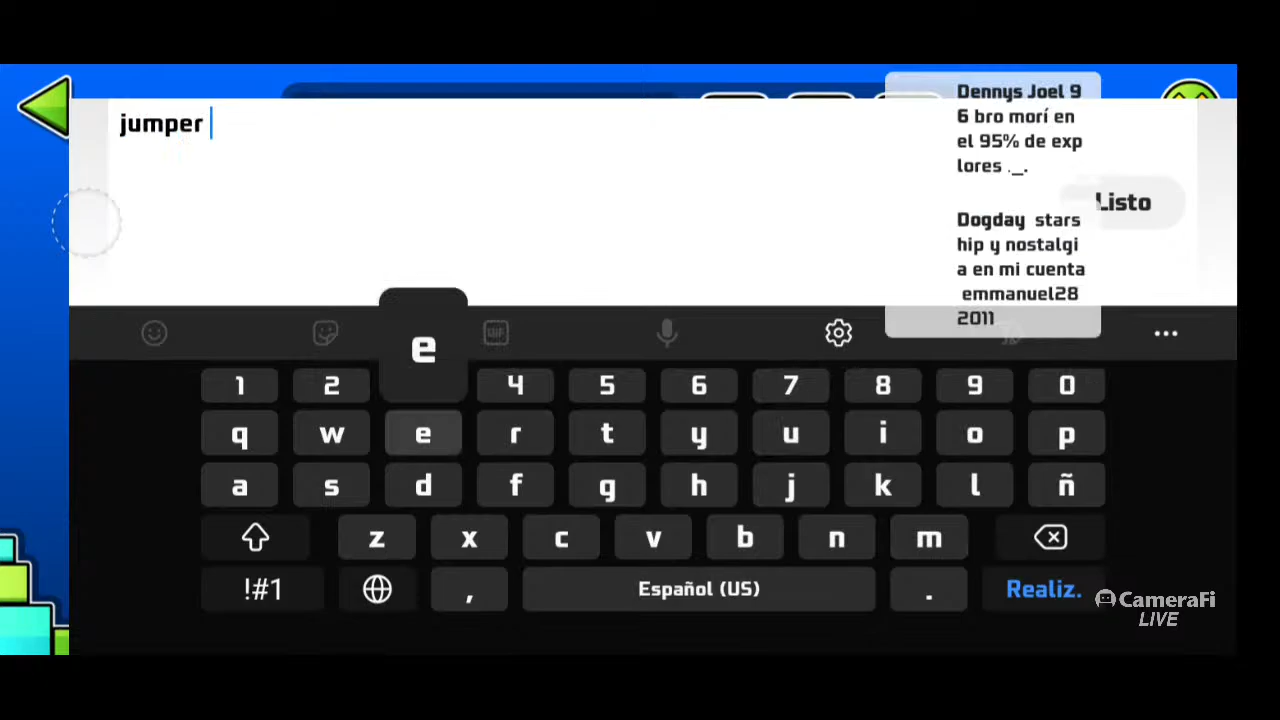 jumper
Dennys Joel 9
6 bro morí en
el 95% de exp
lores ._.
Dogday stars
hip y nostalgi
a en mi cuenta
emmanuel28
2011
Listo
GIF
e
1 2 4 5 6 7 8 9 0
q w e r t y u i o p
a s d f g h j k l ñ
z x c v b n m
!#1 , Español (US) . Realiz.
CameraFi
LIVE